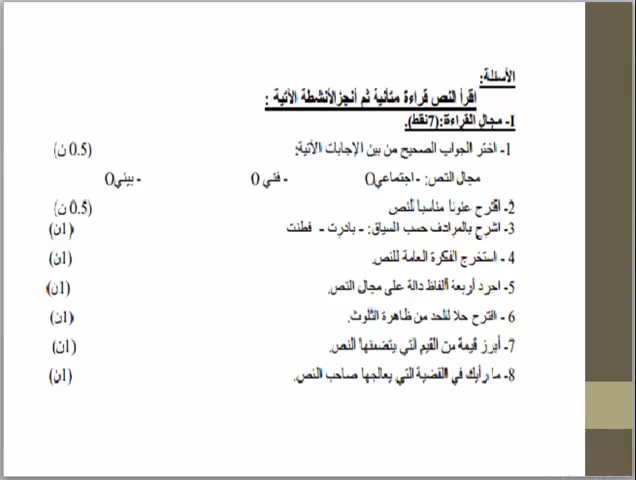 الأسئلة:
اقرأ النص قراءة متأنية ثم أنجز الأنشطة الآتية :
I- مجال القراءة:(7نقط).
1- اختر الجواب الصحيح من بين الإجابات الآتية: (0.5 ن)
مجال النص: - اجتماعي() - فني () - بيئي()
2- أقترح عنونا مناسبا للنص (0.5 ن)
3- اشرح بالمرادف حسب السياق: - بادرت - فطنت (1ن)
4- استخرج الفكرة العامة للنص. (1ن)
5- اجرد أربعة ألفاظ دالة على مجال النص. (1ن)
6- اقترح حلا للحد من ظاهرة التلوث. (1ن)
7- أبرز قيمة من القيم التي يتضمنها النص. (1ن)
8- ما رأيك في القضية التي يعالجها صاحب النص. (1ن)